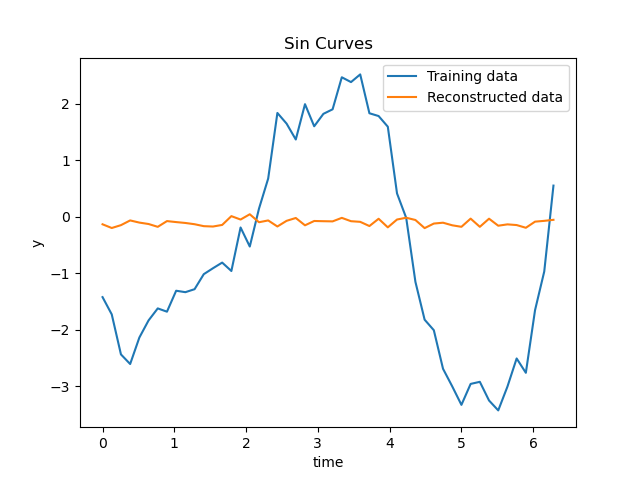 Sin Curves
Training data
Reconstructed data
2
1
0
−1
−2
−3
y
0 1 2 3 4 5 6
time